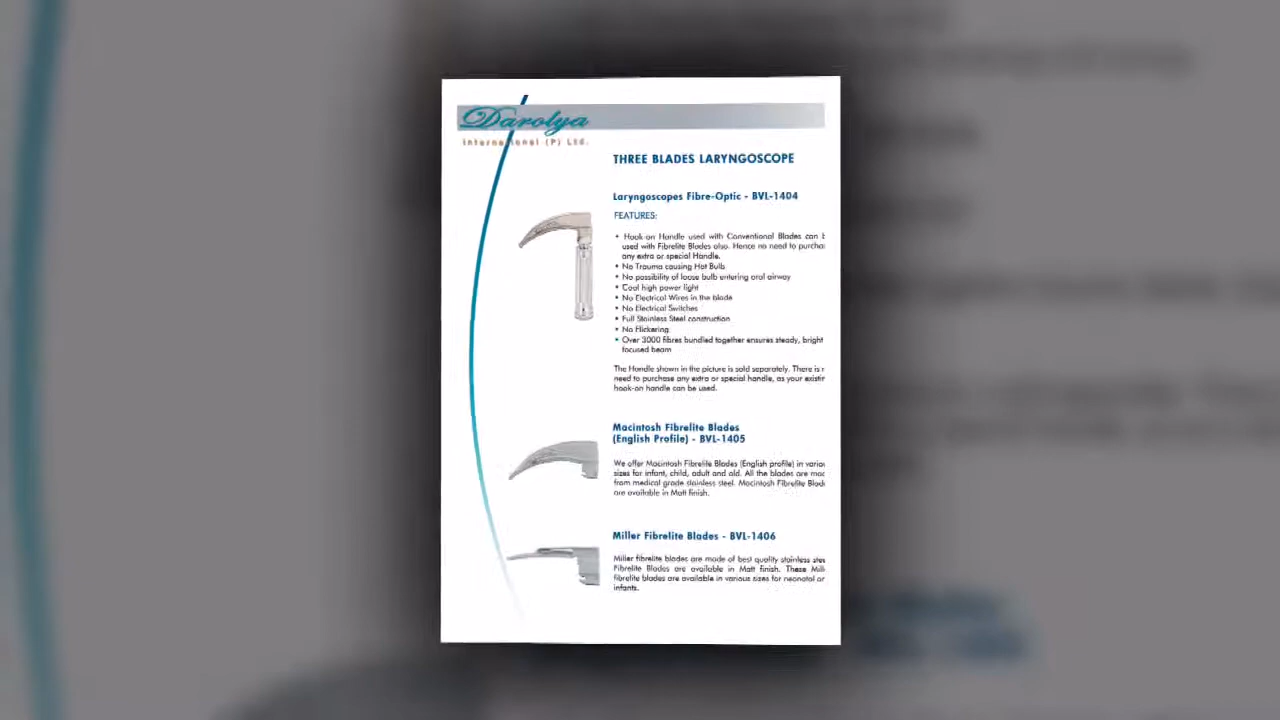 Darolya
International (P) Ltd.
THREE BLADES LARYNGOSCOPE
Laryngoscopes Fibre-Optic - BVL-1404
FEATURES:
• Hook-on Handle used with Conventional Blades can b
used with Fibrelite Blades also. Hence no need to purcha
any extra or special Handle.
• No Trauma causing Hot Bulb
• No possibility of loose bulb entering oral airway
• Cool high power light
• No Electrical Wires in the blade
• No Electrical Switches
• Full Stainless Steel construction
• No Flickering
• Over 3000 fibres bundled together ensures steady, bright
focused beam
The Handle shown in the picture is sold separately. There is n
need to purchase any extra or special handle, as your existin
hook-on handle can be used.
Macintosh Fibrelite Blades
(English Profile) - BVL-1405
We offer Macintosh Fibrelite Blades (English profile) in variou
sizes for infant, child, adult and old. All the blades are mad
from medical grade stainless steel. Macintosh Fibrelite Blade
are available in Matt finish.
Miller Fibrelite Blades - BVL-1406
Miller fibrelite blades are made of best quality stainless stee
Fibrelite Blades are available in Matt finish. These Mill
fibrelite blades are available in various sizes for neonatal an
infants.